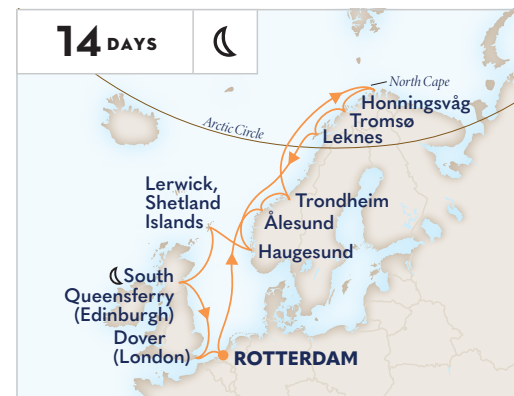 14 DAYS
North Cape
Honningsvåg
Tromsø
Leknes
Arctic Circle
Lerwick,
Shetland
Islands
Trondheim
Ålesund
Haugesund
South
Queensferry
(Edinburgh)
Dover
(London)
ROTTERDAM